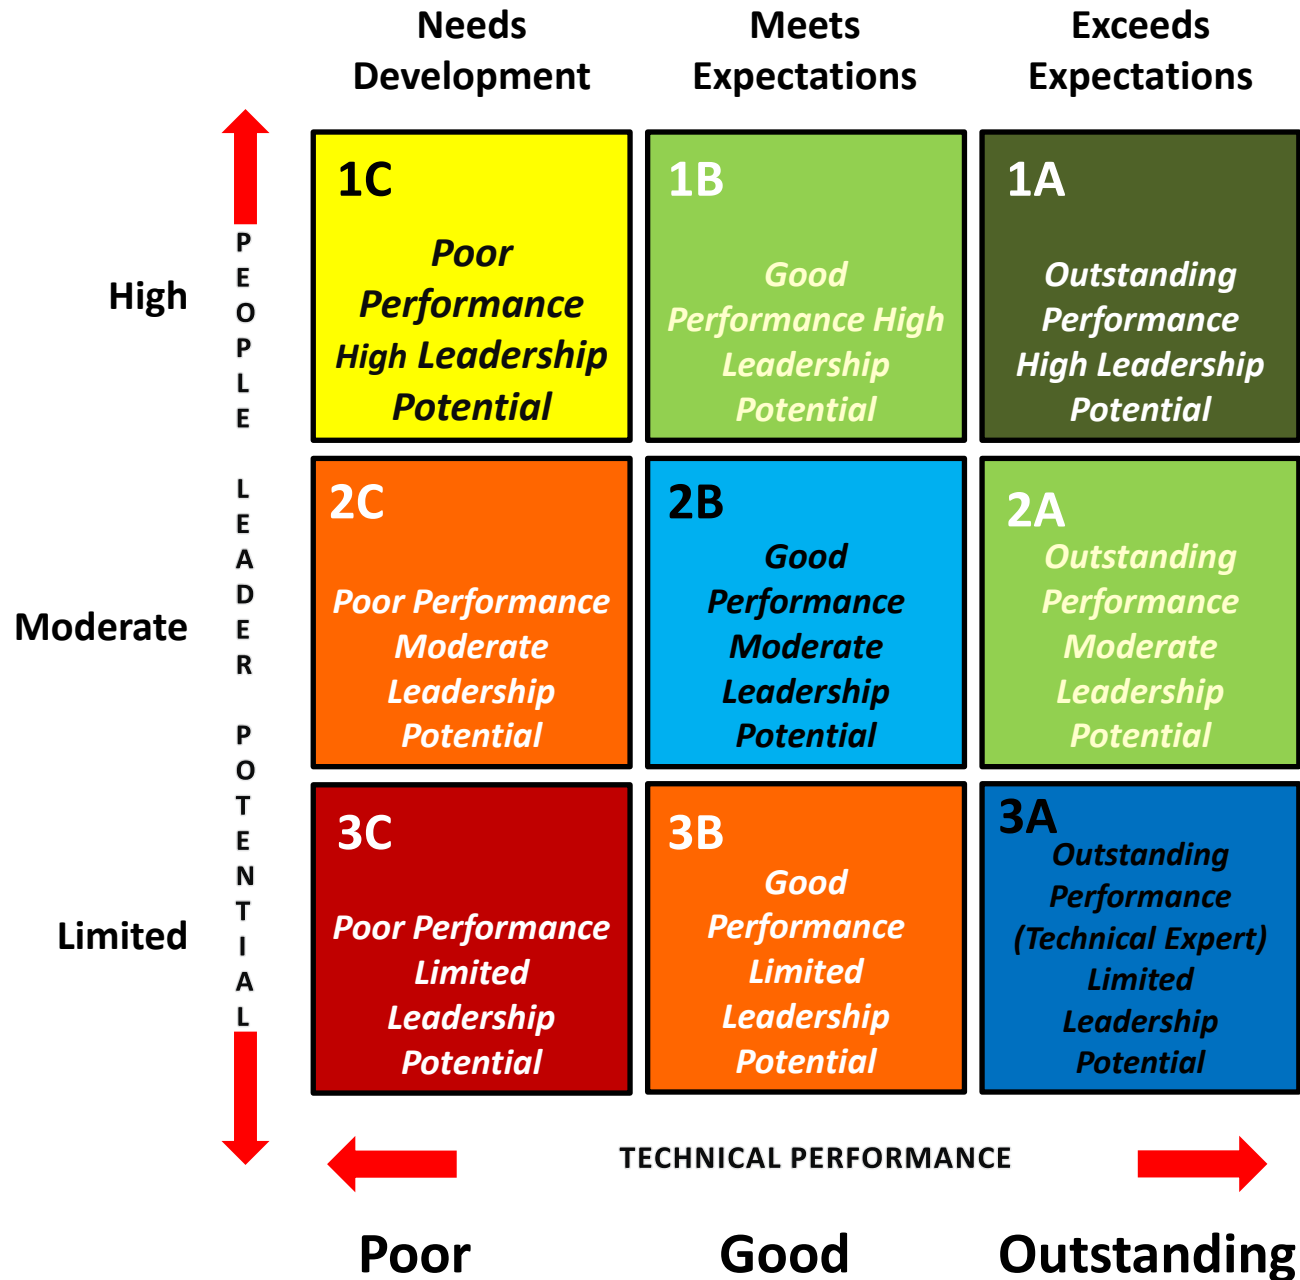 Needs
Development
Meets
Expectations
Exceeds
Expectations
High
Moderate
Limited
PEOPLE LEADER POTENTIAL
1C
Poor
Performance
High Leadership
Potential
1B
Good
Performance High
Leadership
Potential
1A
Outstanding
Performance
High Leadership
Potential
2C
Poor Performance
Moderate
Leadership
Potential
2B
Good
Performance
Moderate
Leadership
Potential
2A
Outstanding
Performance
Moderate
Leadership
Potential
3C
Poor Performance
Limited
Leadership
Potential
3B
Good
Performance
Limited
Leadership
Potential
3A
Outstanding
Performance
(Technical Expert)
Limited
Leadership
Potential
TECHNICAL PERFORMANCE
Poor
Good
Outstanding